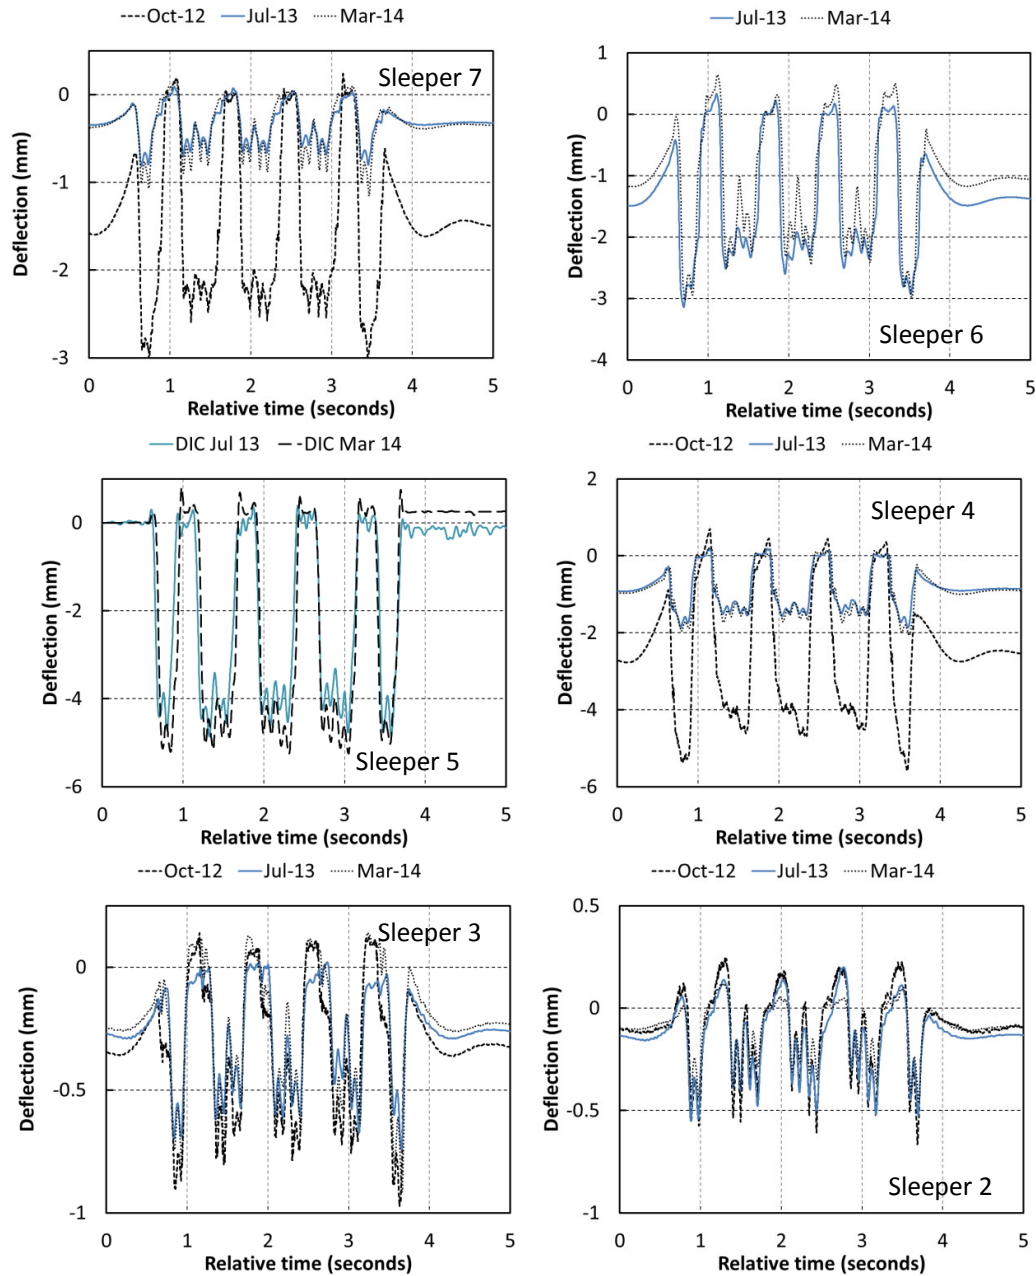 Oct-12 Jul-13 Mar-14
Sleeper 7
Deflection (mm)
0
-1
-2
-3
0 1 2 3 4 5
Relative time (seconds)
Jul-13 Mar-14
Sleeper 6
Deflection (mm)
1
0
-1
-2
-3
-4
0 1 2 3 4 5
Relative time (seconds)
DIC Jul 13 DIC Mar 14
Sleeper 5
Deflection (mm)
0
-2
-4
-6
0 1 2 3 4 5
Relative time (seconds)
Oct-12 Jul-13 Mar-14
Sleeper 4
Deflection (mm)
2
0
-2
-4
-6
0 1 2 3 4 5
Relative time (seconds)
Oct-12 Jul-13 Mar-14
Sleeper 3
Deflection (mm)
0
-0.5
-1
0 1 2 3 4 5
Relative time (seconds)
Oct-12 Jul-13 Mar-14
Sleeper 2
Deflection (mm)
0.5
0
-0.5
-1
0 1 2 3 4 5
Relative time (seconds)